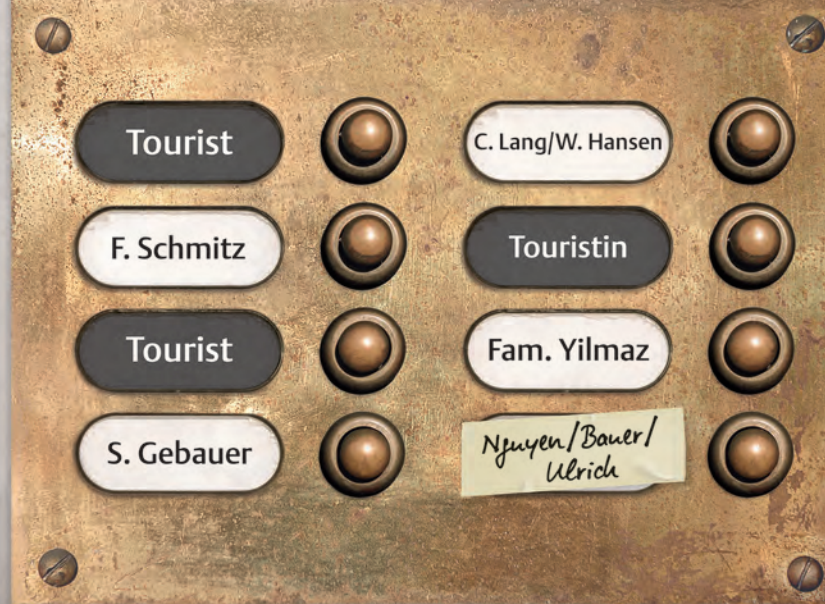 Tourist
F. Schmitz
Tourist
S. Gebauer
C. Lang/W. Hansen
Touristin
Fam. Yilmaz
Nguyen/Bauer/
Ulrich